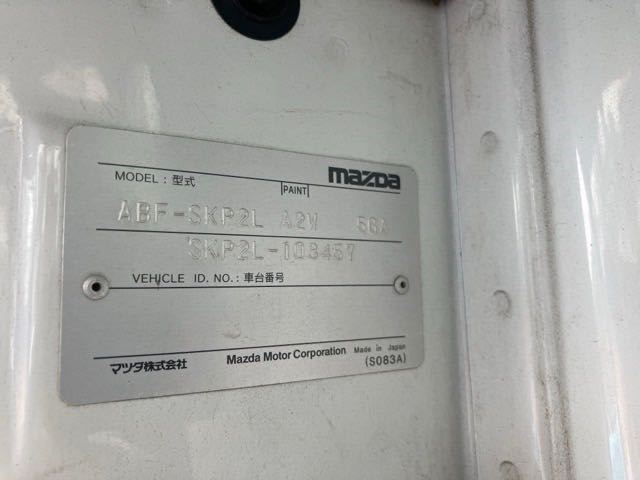 mazda
MODEL : 型式 PAINT
ABF-SKP2L A2W 5GA
SKP2L-103457
VEHICLE ID. NO. : 車台番号
マツダ株式会社 Mazda Motor Corporation Made in Japan
(S083A)